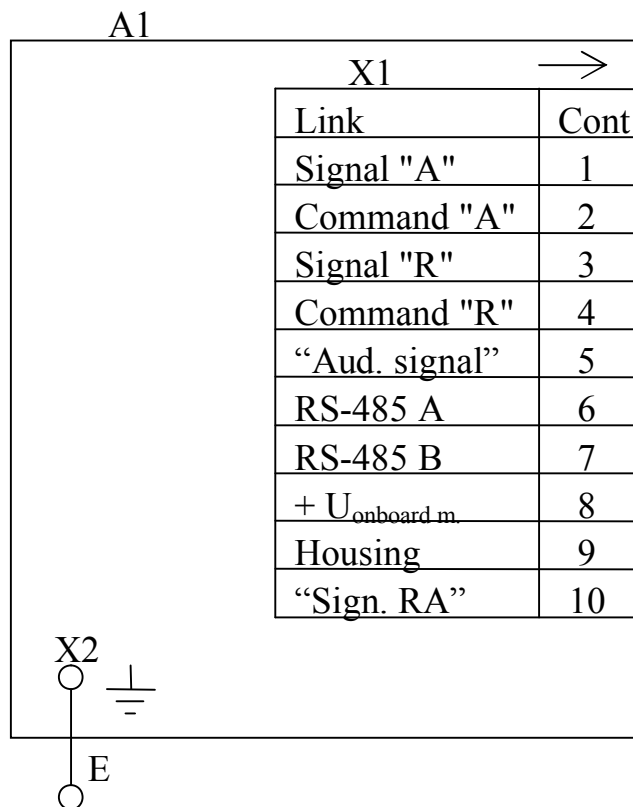 A1
X1
Link Cont
Signal "A" 1
Command "A" 2
Signal "R" 3
Command "R" 4
“Aud. signal” 5
RS-485 A 6
RS-485 B 7
+ Uonboard m. 8
Housing 9
“Sign. RA” 10
X2
E